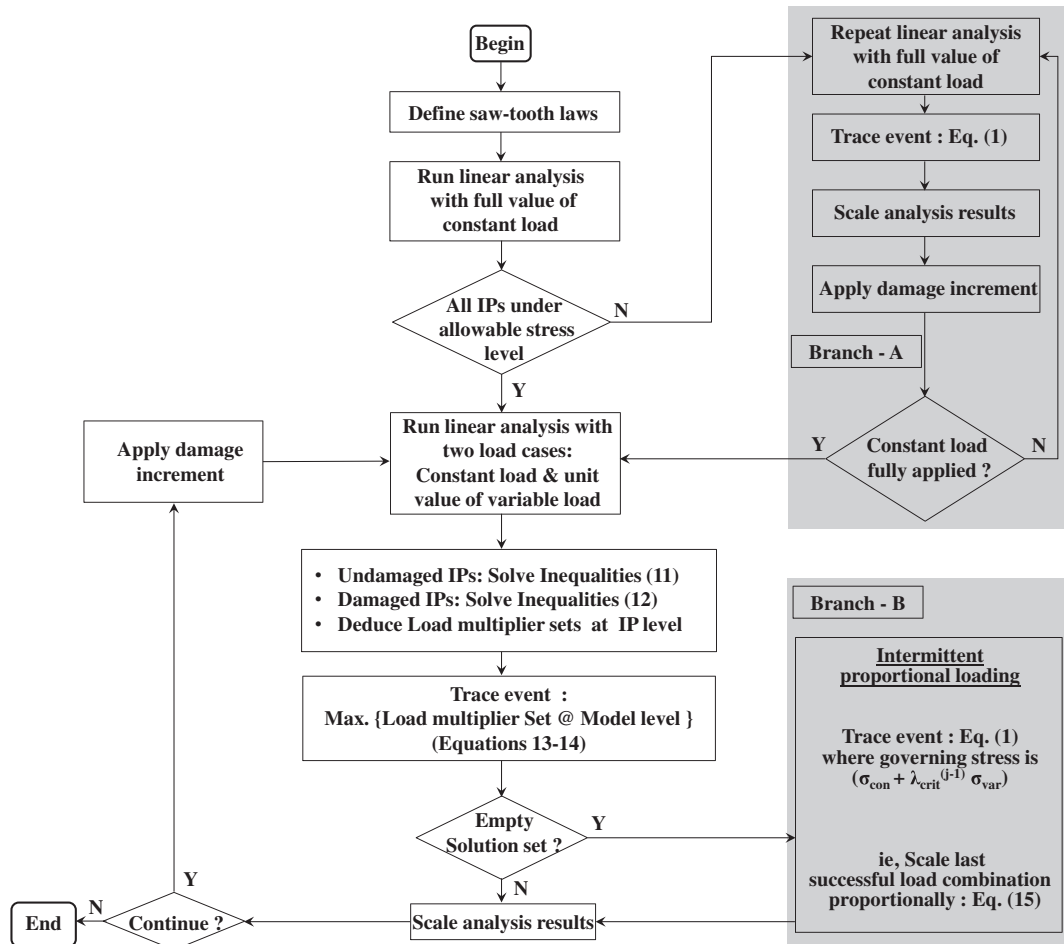 Begin
Define saw-tooth laws
Run linear analysis
with full value of
constant load
All IPs under
allowable stress
level
N
Y
Repeat linear analysis
with full value of
constant load
Trace event : Eq. (1)
Scale analysis results
Apply damage increment
Branch - A
Constant load
fully applied ?
Y
N
Apply damage
increment
Run linear analysis with
two load cases:
Constant load & unit
value of variable load
• Undamaged IPs: Solve Inequalities (11)
• Damaged IPs: Solve Inequalities (12)
• Deduce Load multiplier sets at IP level
Trace event :
Max. {Load multiplier Set @ Model level }
(Equations 13-14)
Empty
Solution set ?
Y
N
Branch - B
Intermittent
proportional loading
Trace event : Eq. (1)
where governing stress is
(σcon + λcrit(j-1) σvar)
ie, Scale last
successful load combination
proportionally : Eq. (15)
Scale analysis results
Continue ?
Y
N
End